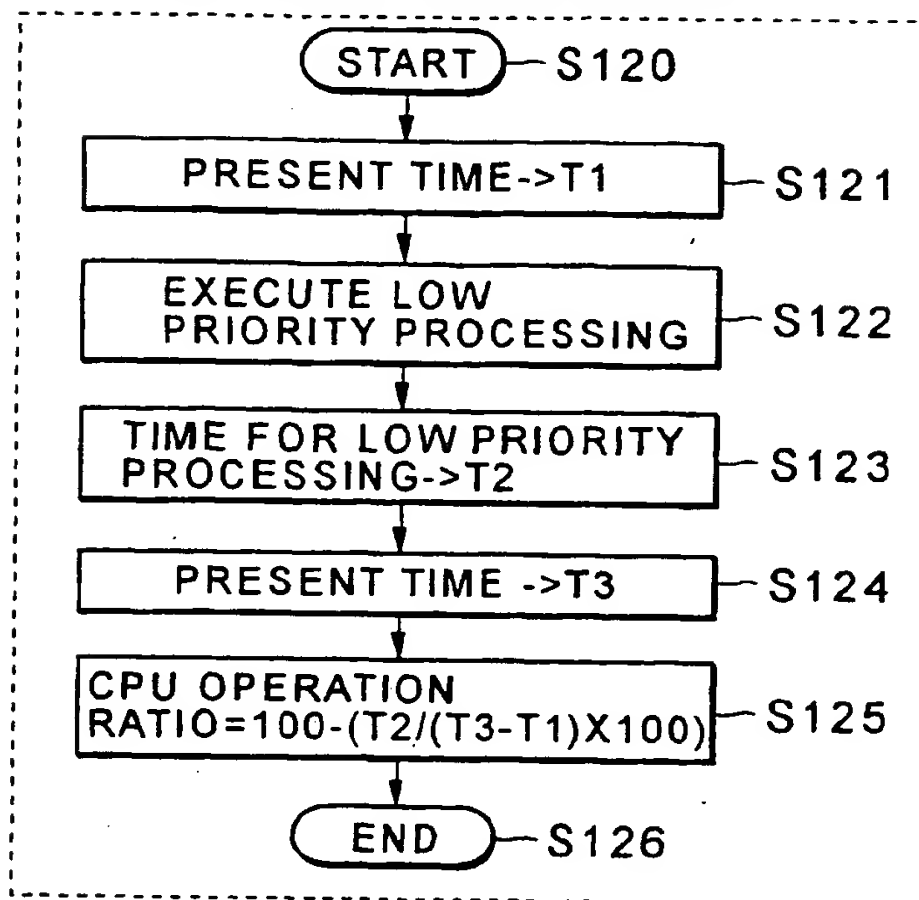 START
S120
PRESENT TIME->T1
S121
EXECUTE LOW
PRIORITY PROCESSING
S122
TIME FOR LOW PRIORITY
PROCESSING->T2
S123
PRESENT TIME ->T3
S124
CPU OPERATION
RATIO=100-(T2/(T3-T1)X100)
S125
END
S126